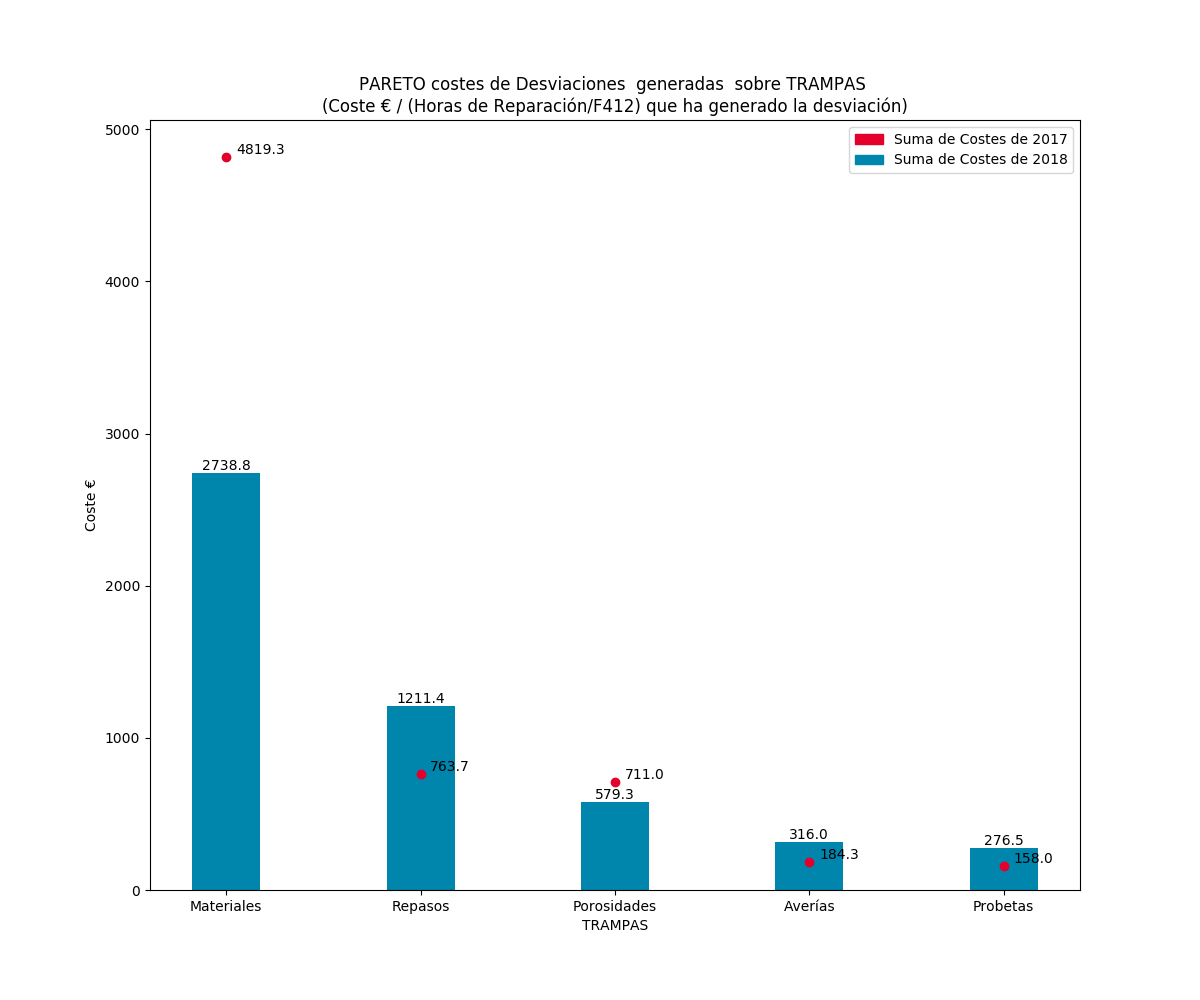 PARETO costes de Desviaciones  generadas  sobre TRAMPAS
(Coste € / (Horas de Reparación/F412) que ha generado la desviación)
Suma de Costes de 2017
Suma de Costes de 2018
5000
4000
3000
2000
1000
0
Coste €
4819.3
2738.8
1211.4
763.7
711.0
579.3
316.0
184.3
276.5
158.0
Materiales
Repasos
Porosidades
Averías
Probetas
TRAMPAS